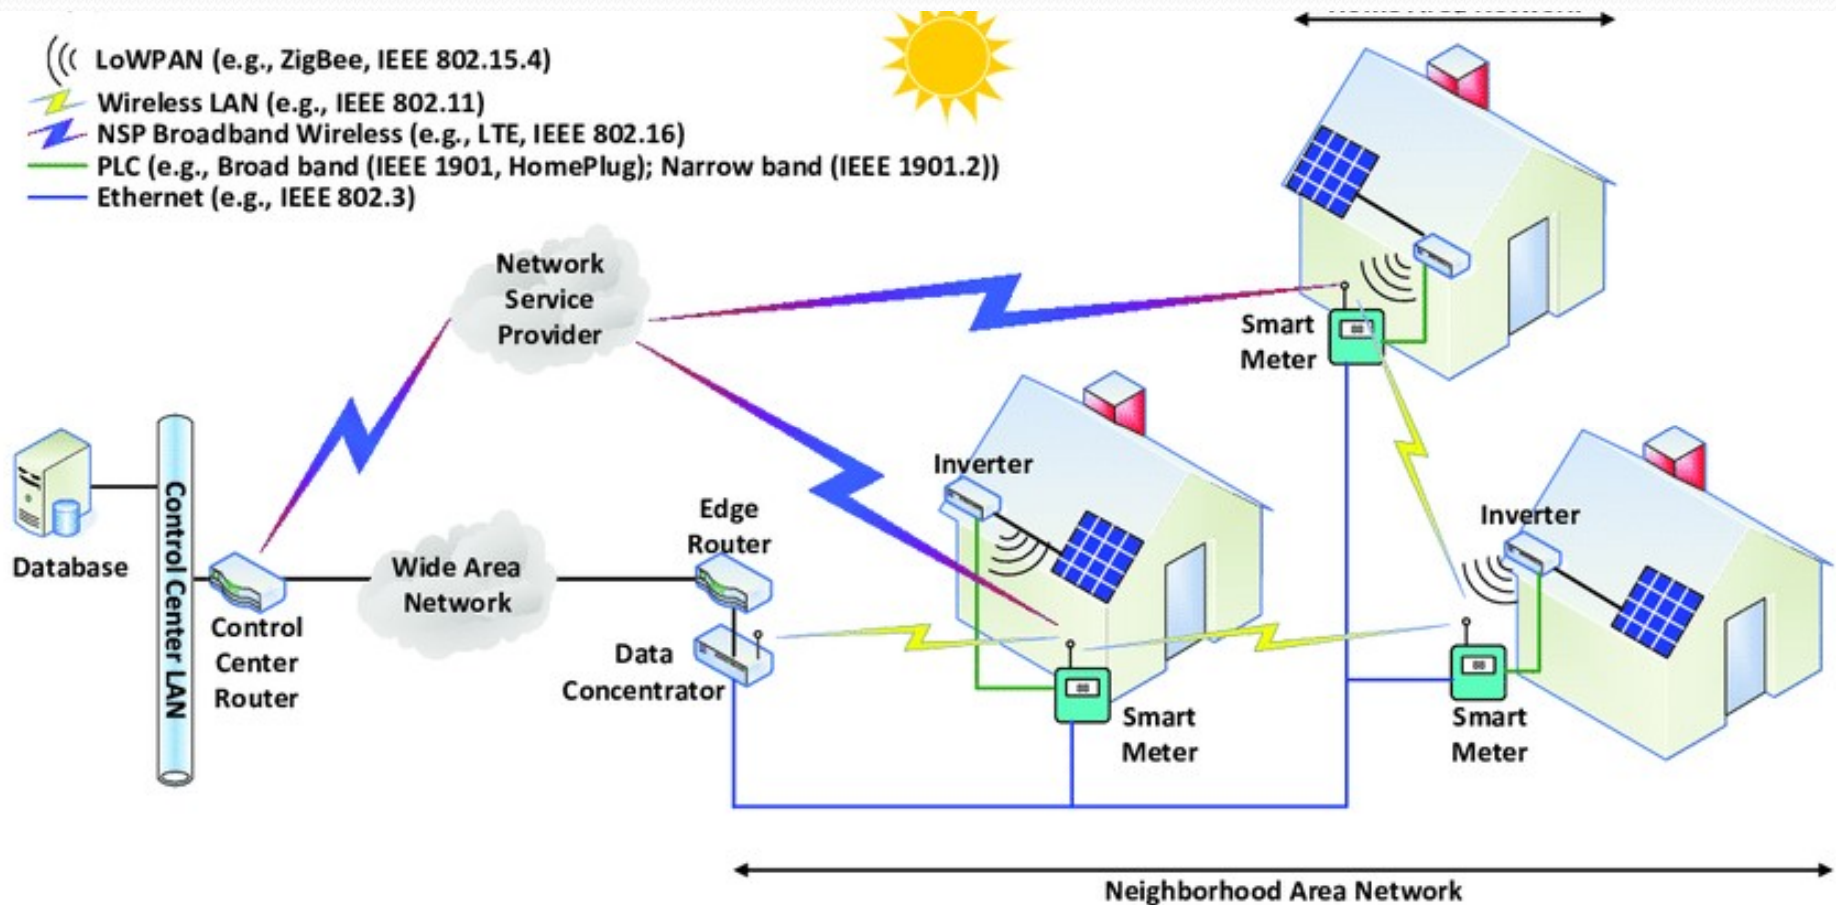 LoWPAN (e.g., ZigBee, IEEE 802.15.4)
Wireless LAN (e.g., IEEE 802.11)
NSP Broadband Wireless (e.g., LTE, IEEE 802.16)
PLC (e.g., Broad band (IEEE 1901, HomePlug); Narrow band (IEEE 1901.2))
Ethernet (e.g., IEEE 802.3)
Network
Service
Provider
Smart
Meter
Inverter
Inverter
Edge
Router
Database
Control Center LAN
Wide Area
Network
Control
Center
Router
Data
Concentrator
Smart
Meter
Smart
Meter
Neighborhood Area Network